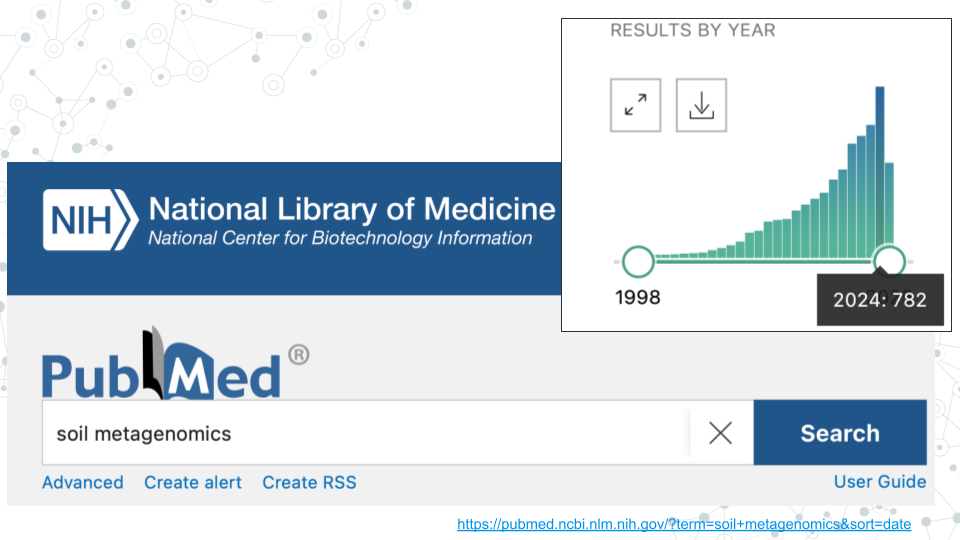 RESULTS BY YEAR
1998
2024: 782
NIH
National Library of Medicine
National Center for Biotechnology Information
PubMed®
soil metagenomics
Search
Advanced Create alert Create RSS
User Guide
https://pubmed.ncbi.nlm.nih.gov/?term=soil+metagenomics&sort=date